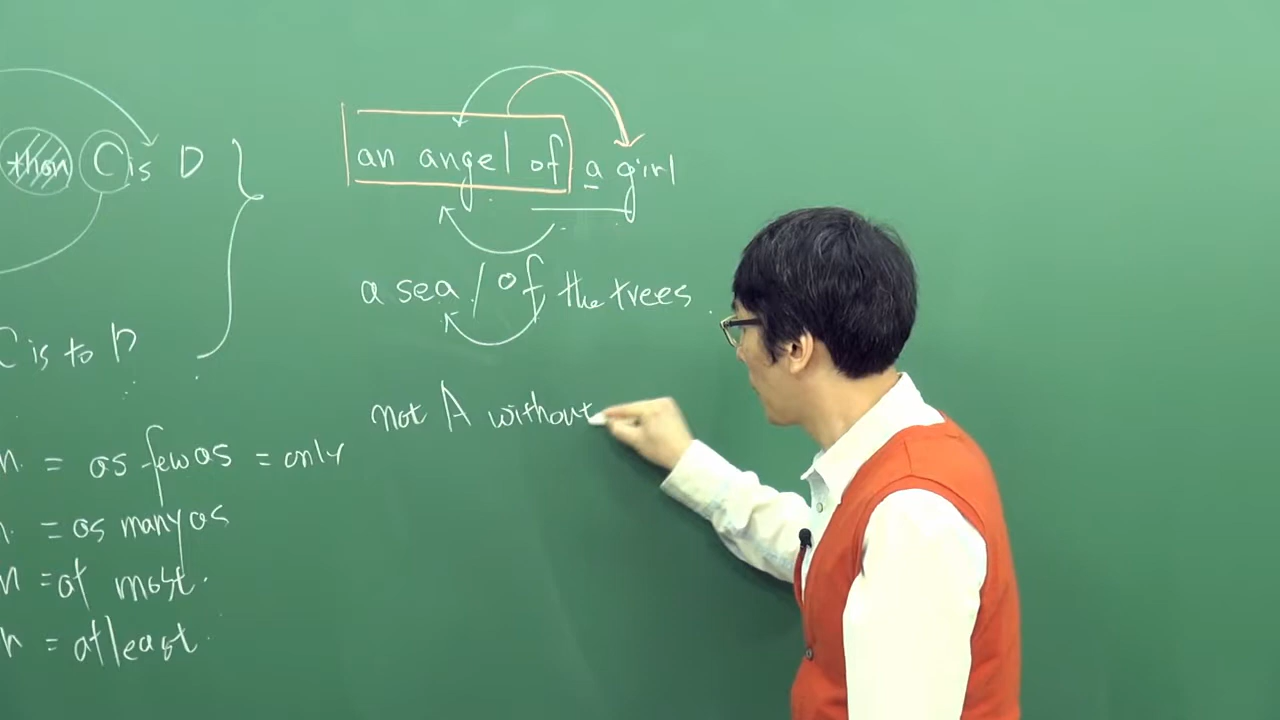 than C is D
an angel of a girl
a sea / of the trees.
C is to D
not A without
= as few as = only
= as many as
= at most.
= at least.